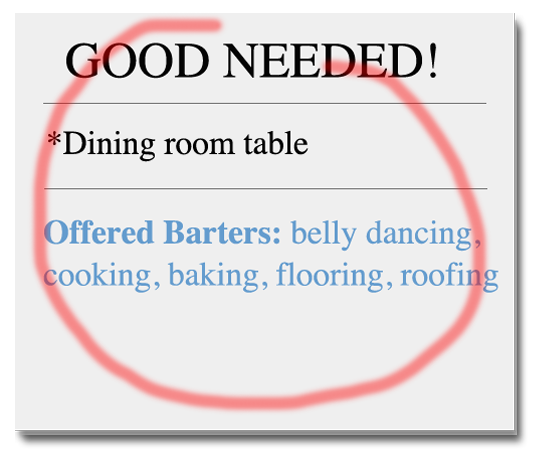 GOOD NEEDED!
*Dining room table
Offered Barters: belly dancing,
cooking, baking, flooring, roofing